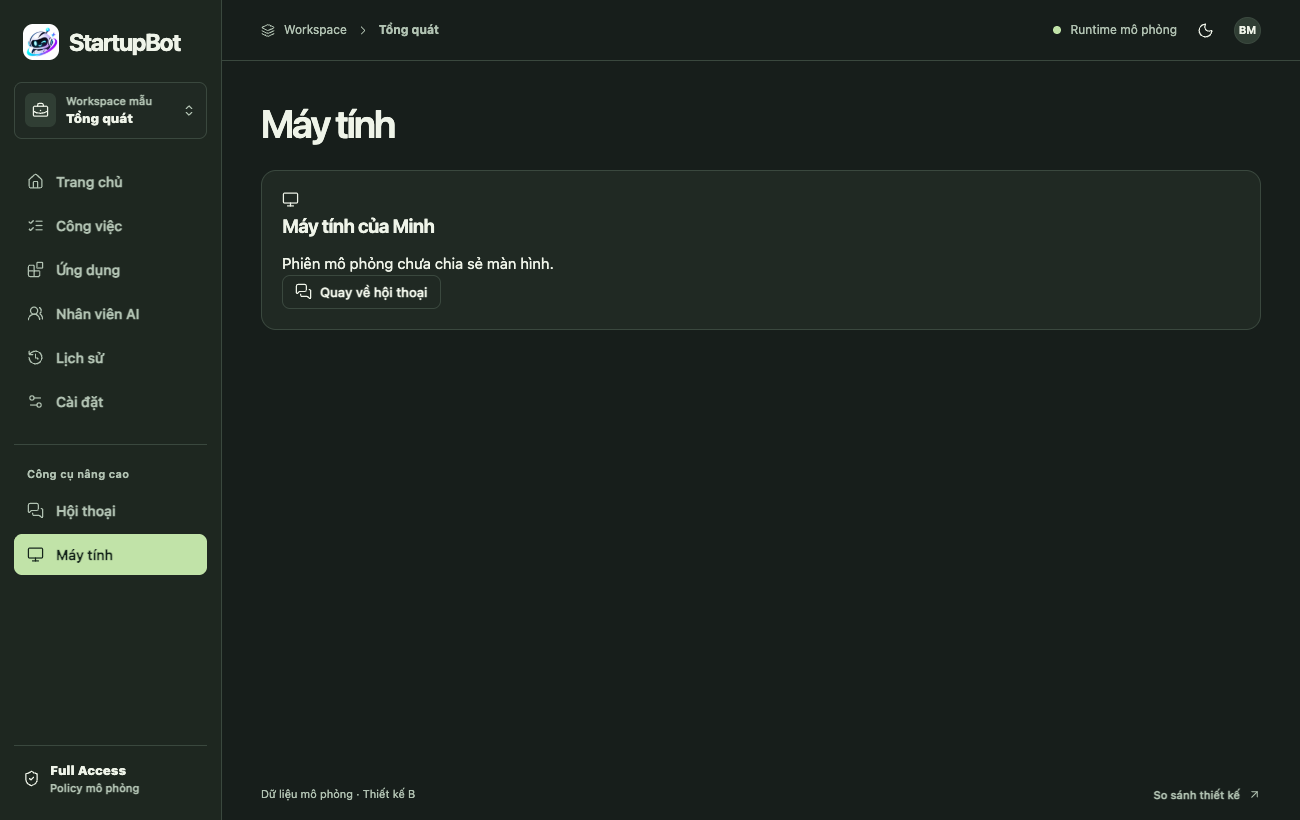 StartupBot
Workspace mẫu
Tổng quát
Trang chủ
Công việc
Ứng dụng
Nhân viên AI
Lịch sử
Cài đặt
Công cụ nâng cao
Hội thoại
Máy tính
Full Access
Policy mô phỏng
Workspace
Tổng quát
Runtime mô phỏng
BM
Máy tính
Máy tính của Minh
Phiên mô phỏng chưa chia sẻ màn hình.
Quay về hội thoại
Dữ liệu mô phỏng · Thiết kế B
So sánh thiết kế